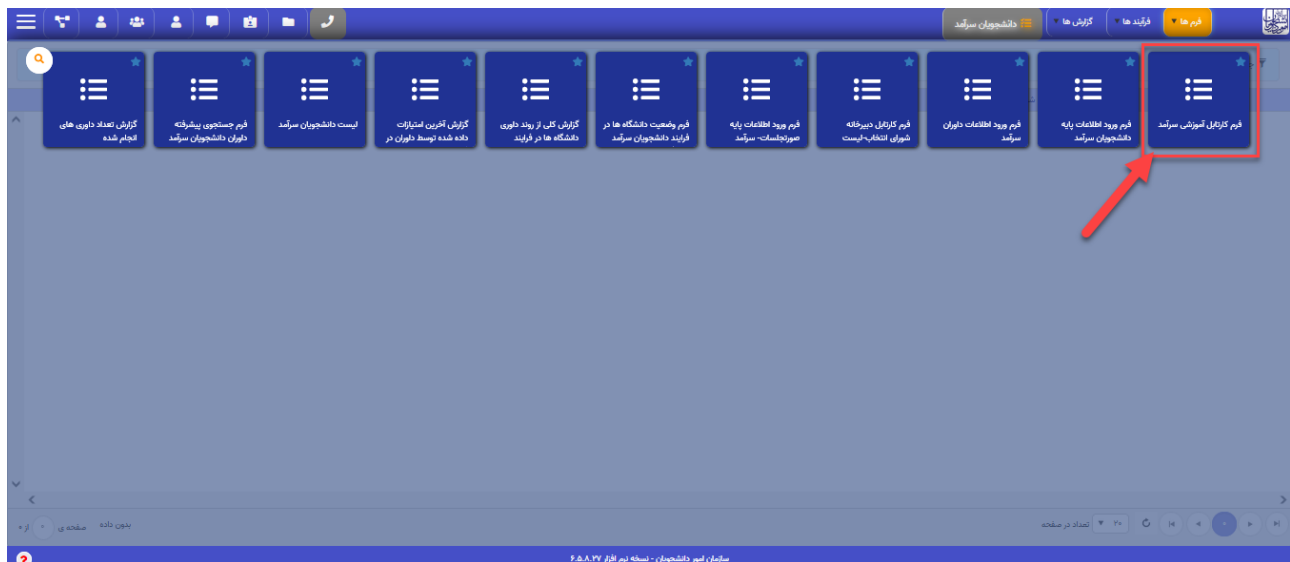 فرم ها
فرآیند ها
گزارش ها
دانشجویان سرآمد
فرم کارتابل آموزشی سرآمد
فرم ورود اطلاعات پایه
دانشجویان سرآمد
فرم ورود اطلاعات داوران
سرآمد
فرم کارتابل دبیرخانه
شورای انتخاب-لیست
فرم ورود اطلاعات پایه
صورتجلسات- سرآمد
فرم وضعیت دانشگاه ها در
فرایند دانشجویان سرآمد
گزارش کلی از روند داوری
دانشگاه ها در فرایند
گزارش آخرین امتیازات
داده شده توسط داوران در
لیست دانشجویان سرآمد
فرم جستجوی پیشرفته
داوران دانشجویان سرآمد
گزارش تعداد داوری های
انجام شده
۲۰ تعداد در صفحه
بدون داده صفحه ی ۰ از ۰
سازمان امور دانشجویان - نسخه نرم افزار ۶.۵.۸.۲۷
?